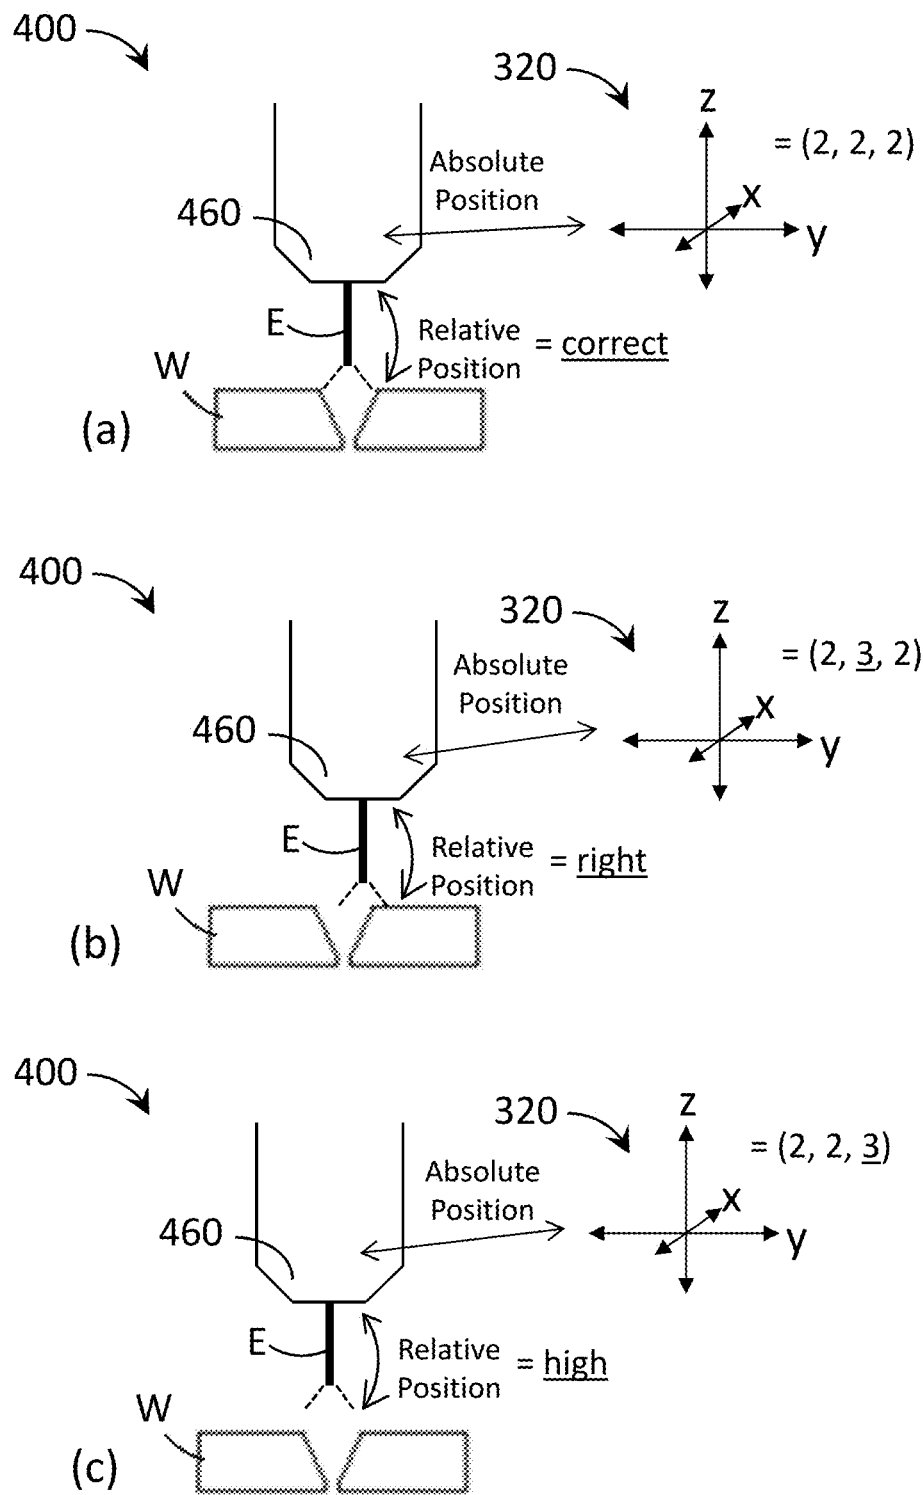 400
320
z
= (2, 2, 2)
Absolute
Position
x
460
y
E
Relative
Position
= correct
W
(a)
400
320
z
= (2, 3, 2)
Absolute
Position
x
460
y
E
Relative
Position
= right
W
(b)
400
320
z
= (2, 2, 3)
Absolute
Position
x
460
y
E
Relative
Position
= high
W
(c)